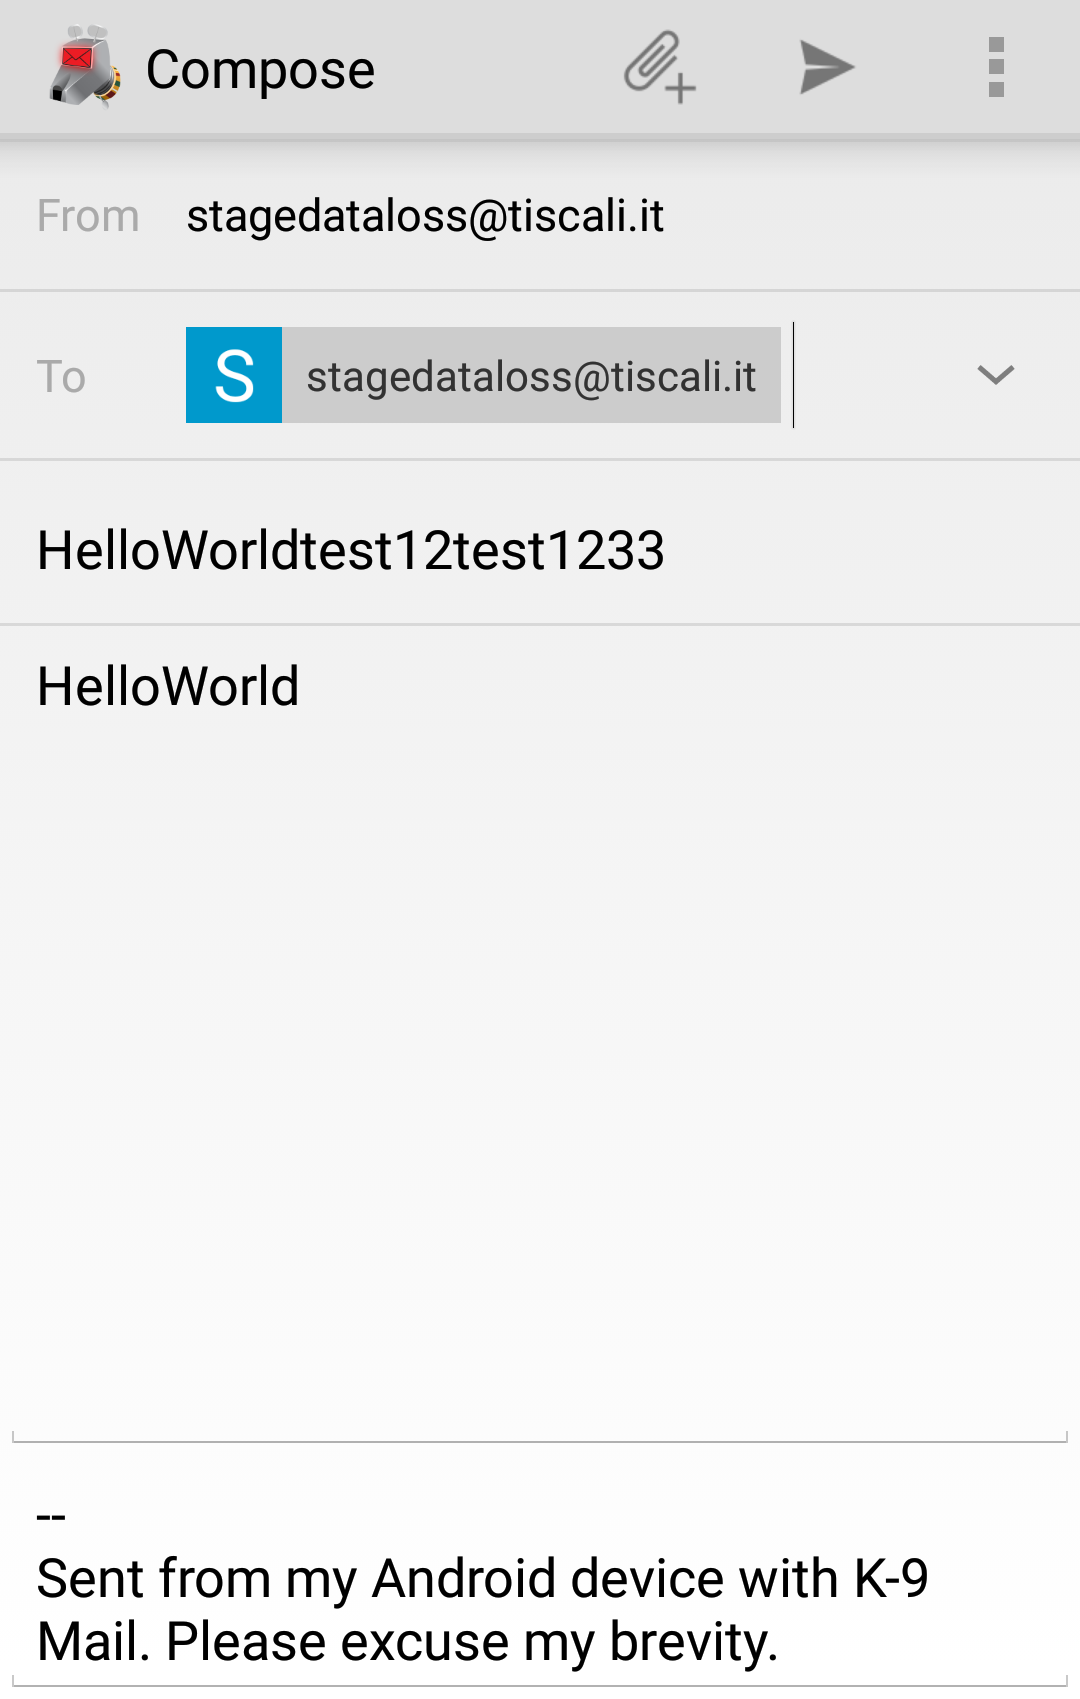 Compose
From stagedataloss@tiscali.it
To S stagedataloss@tiscali.it
HelloWorldtest12test1233
HelloWorld
--
Sent from my Android device with K-9
Mail. Please excuse my brevity.